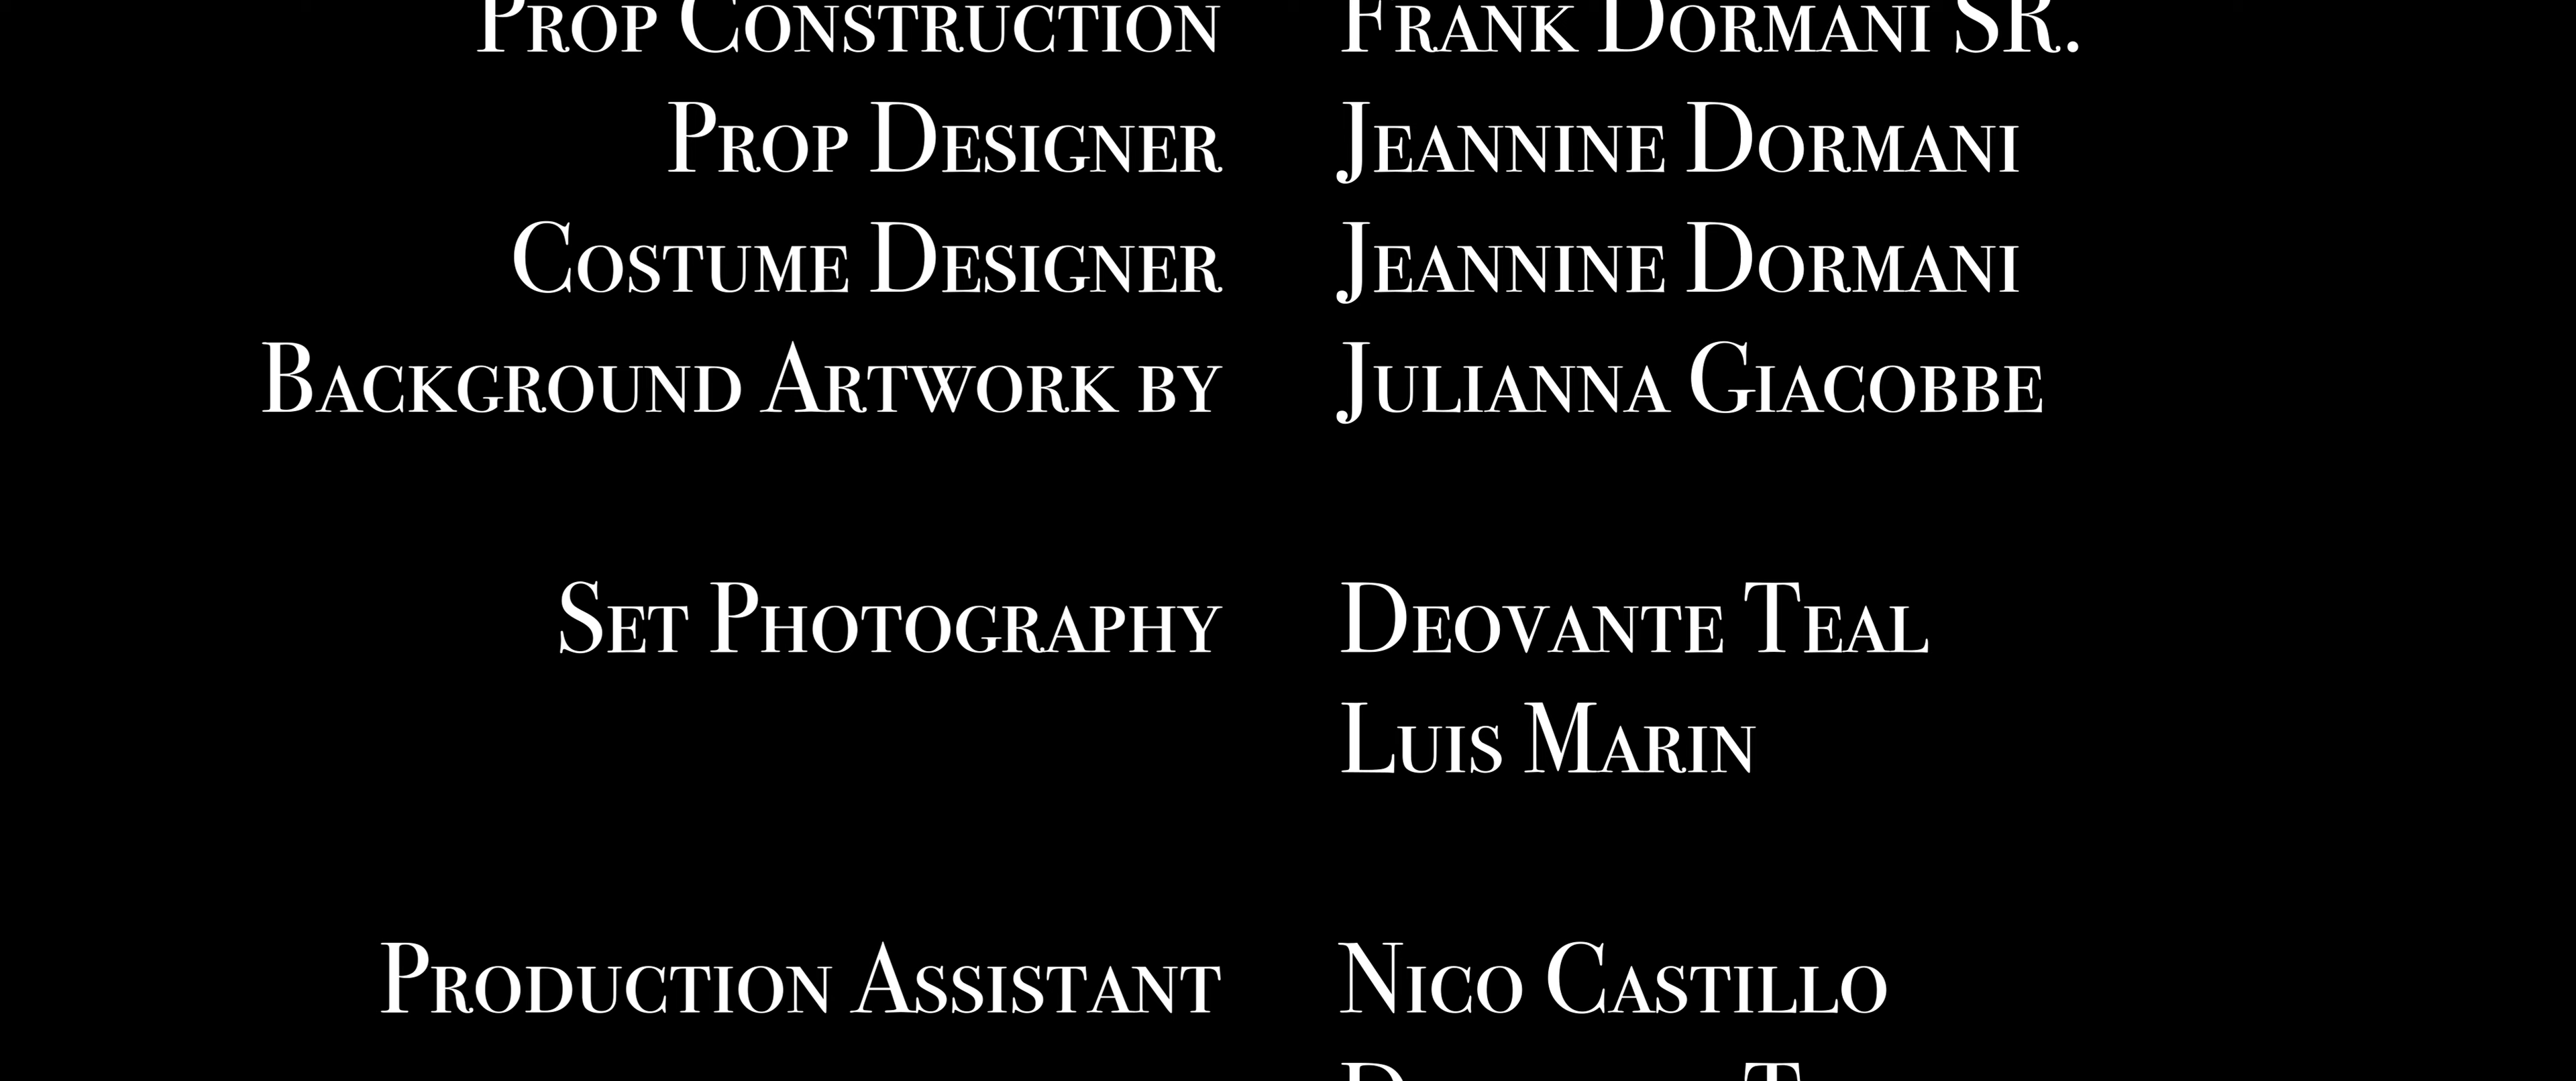 Prop Construction Frank Dormani SR.
Prop Designer Jeannine Dormani
Costume Designer Jeannine Dormani
Background Artwork by Julianna Giacobbe
Set Photography Deovante Teal
Luis Marin
Production Assistant Nico Castillo